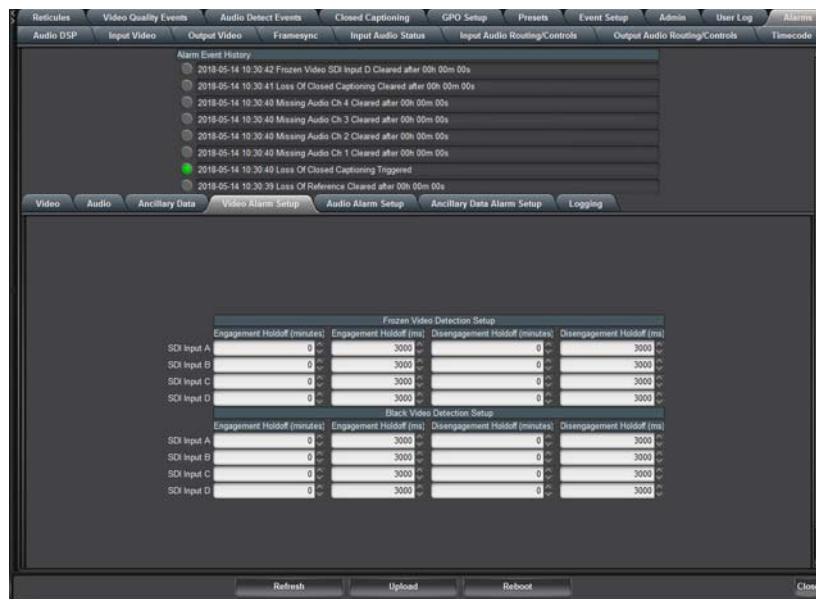 Reticules Video Quality Events Audio Detect Events Closed Captioning GPO Setup Presets Event Setup Admin User Log Alarms
Audio DSP Input Video Output Video Framesync Input Audio Status Input Audio Routing/Controls Output Audio Routing/Controls Timecode
Alarm Event History
2018-05-14 10:30:42 Frozen Video SDI Input D Cleared after 00h 00m 00s
2018-05-14 10:30:41 Loss Of Closed Captioning Cleared after 00h 00m 00s
2018-05-14 10:30:40 Missing Audio Ch 4 Cleared after 00h 00m 00s
2018-05-14 10:30:40 Missing Audio Ch 3 Cleared after 00h 00m 00s
2018-05-14 10:30:40 Missing Audio Ch 2 Cleared after 00h 00m 00s
2018-05-14 10:30:40 Missing Audio Ch 1 Cleared after 00h 00m 00s
2018-05-14 10:30:40 Loss Of Closed Captioning Triggered
2018-05-14 10:30:39 Loss Of Reference Cleared after 00h 00m 00s
Video Audio Ancillary Data Video Alarm Setup Audio Alarm Setup Ancillary Data Alarm Setup Logging
Frozen Video Detection Setup
Engagement Holdoff (minutes) Engagement Holdoff (ms) Disengagement Holdoff (minutes) Disengagement Holdoff (ms)
SDI Input A 0 3000 0 3000
SDI Input B 0 3000 0 3000
SDI Input C 0 3000 0 3000
SDI Input D 0 3000 0 3000
Black Video Detection Setup
Engagement Holdoff (minutes) Engagement Holdoff (ms) Disengagement Holdoff (minutes) Disengagement Holdoff (ms)
SDI Input A 0 3000 0 3000
SDI Input B 0 3000 0 3000
SDI Input C 0 3000 0 3000
SDI Input D 0 3000 0 3000
Refresh Upload Reboot Close